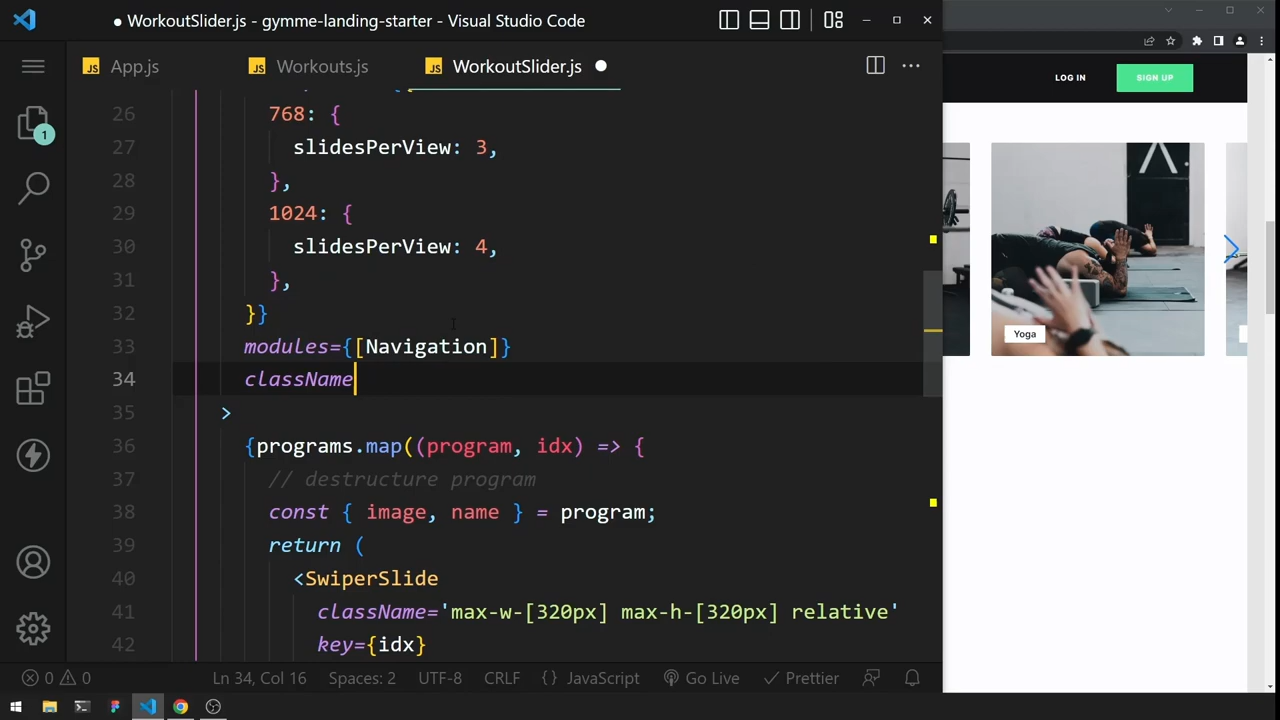 ● WorkoutSlider.js - gymme-landing-starter - Visual Studio Code
JS App.js
JS Workouts.js
JS WorkoutSlider.js
26 768: {
27 slidesPerView: 3,
28 },
29 1024: {
30 slidesPerView: 4,
31 },
32 }}
33 modules={[Navigation]}
34 className
35 >
36 {programs.map((program, idx) => {
37 // destructure program
38 const { image, name } = program;
39 return (
40 <SwiperSlide
41 className='max-w-[320px] max-h-[320px] relative'
42 key={idx}
1
0 0
Ln 34, Col 16
Spaces: 2
UTF-8
CRLF
{} JavaScript
Go Live
Prettier
LOG IN
SIGN UP
Yoga